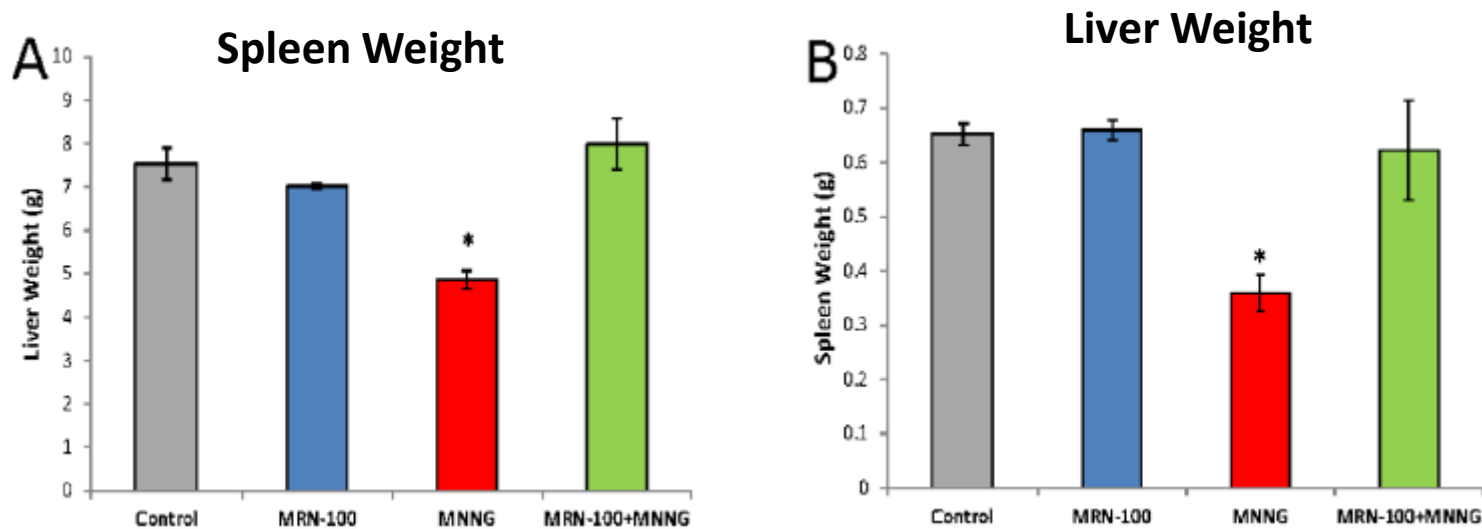 A
Spleen Weight
10
9
8
7
6
5
4
3
2
1
0
Liver Weight (g)
*
Control MRN-100 MNNG MRN-100+MNNG
B
Liver Weight
0.8
0.7
0.6
0.5
0.4
0.3
0.2
0.1
0
Spleen Weight (g)
*
Control MRN-100 MNNG MRN-100+MNNG